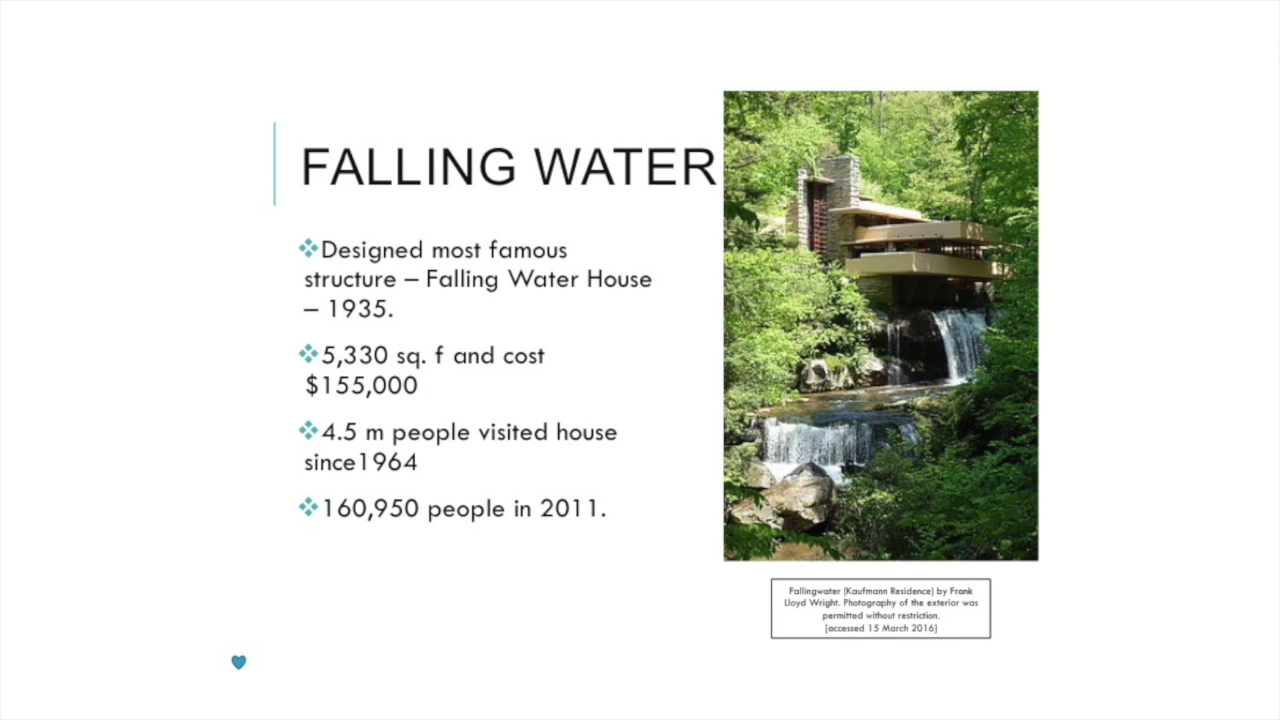 FALLING WATER
❖Designed most famous
structure – Falling Water House
– 1935.
❖5,330 sq. f and cost
$155,000
❖4.5 m people visited house
since1964
❖160,950 people in 2011.
Fallingwater (Kaufmann Residence) by Frank
Lloyd Wright. Photography of the exterior was
permitted without restriction.
[accessed 15 March 2016]